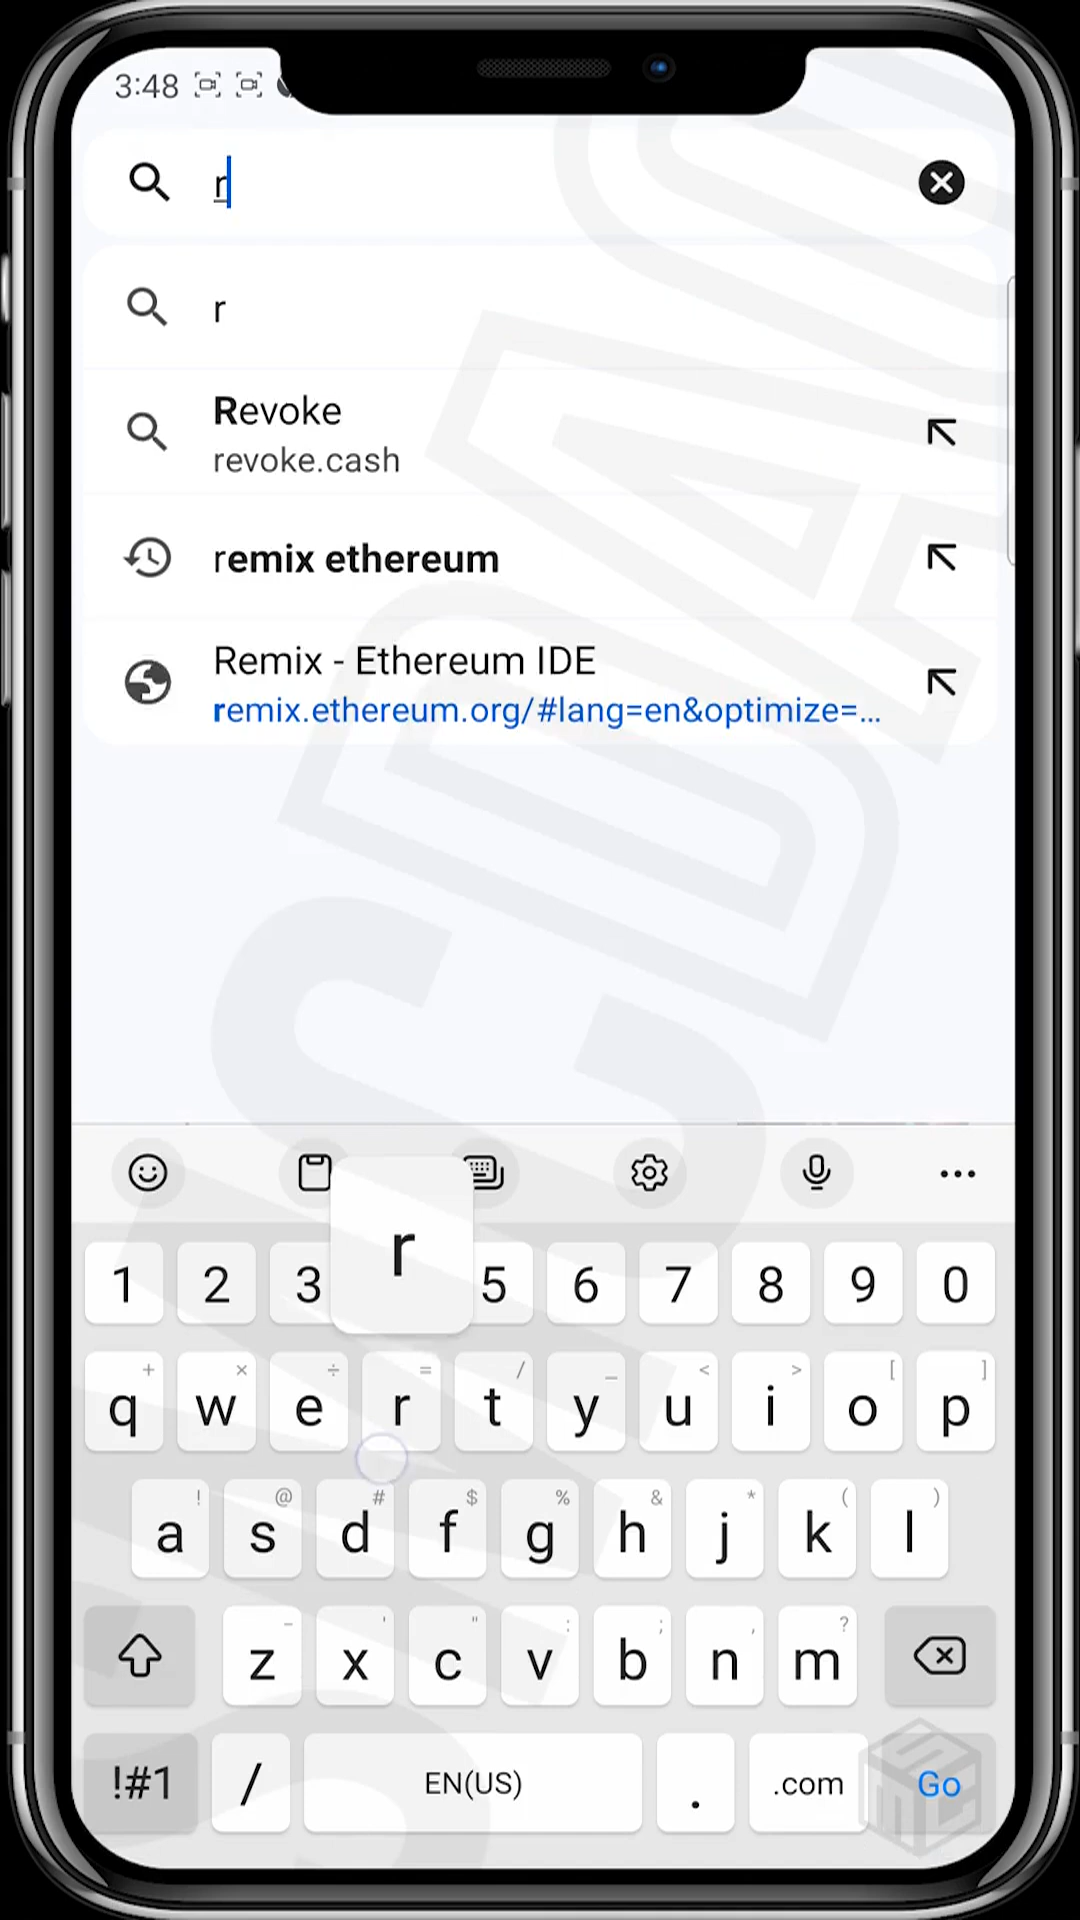 3:48
r
r
Revoke
revoke.cash
remix ethereum
Remix - Ethereum IDE
remix.ethereum.org/#lang=en&optimize=...
r
1 2 3 5 6 7 8 9 0
+ × ÷ = / _ < > [ ]
q w e r t y u i o p
! @ # $ % & * ( )
a s d f g h j k l
- ' " : ; , ?
z x c v b n m
!#1 / EN(US) . .com Go